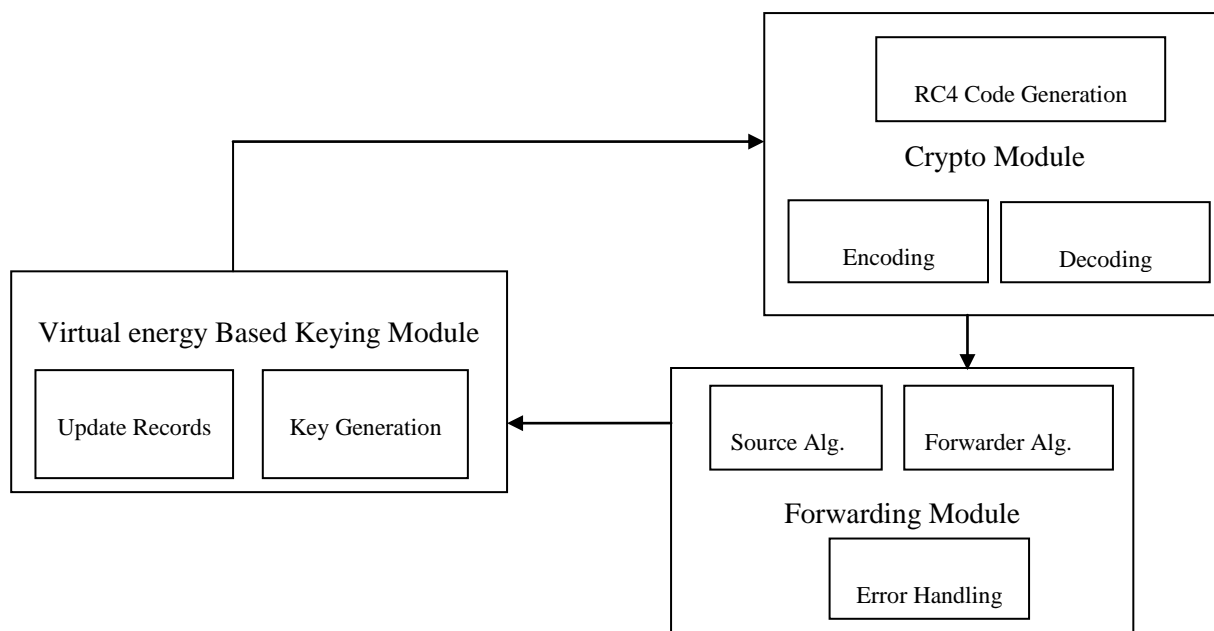 RC4 Code Generation
Crypto Module
Encoding
Decoding
Virtual energy Based Keying Module
Update Records
Key Generation
Source Alg.
Forwarder Alg.
Forwarding Module
Error Handling